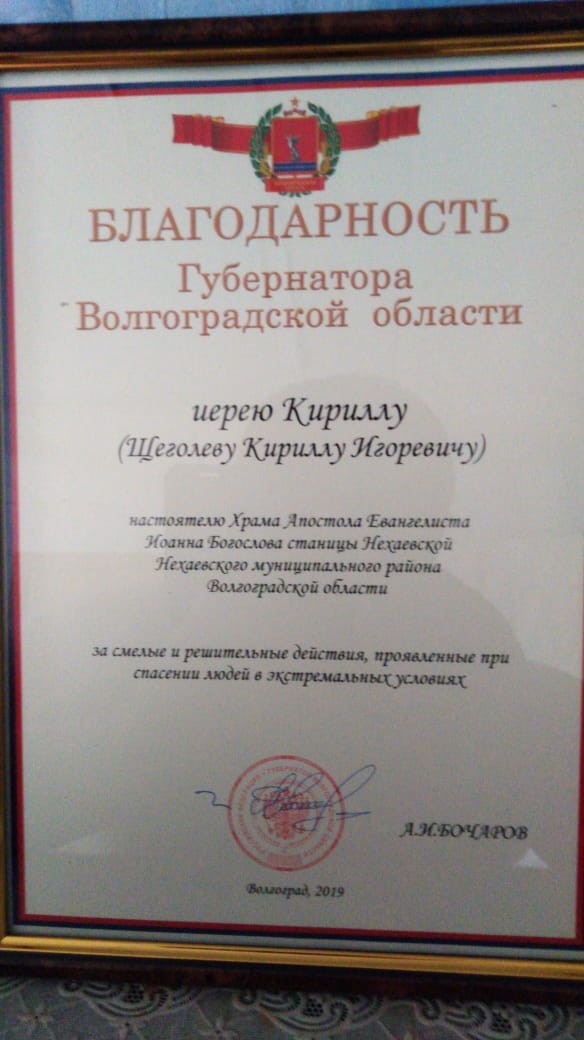 БЛАГОДАРНОСТЬ
Губернатора
Волгоградской области
иерею Кириллу
(Щеголеву Кириллу Игоревичу)
настоятелю Храма Апостола Евангелиста
Иоанна Богослова станицы Нехаевской
Нехаевского муниципального района
Волгоградской области
за смелые и решительные действия, проявленные при
спасении людей в экстремальных условиях
А.И.БОЧАРОВ
Волгоград, 2019